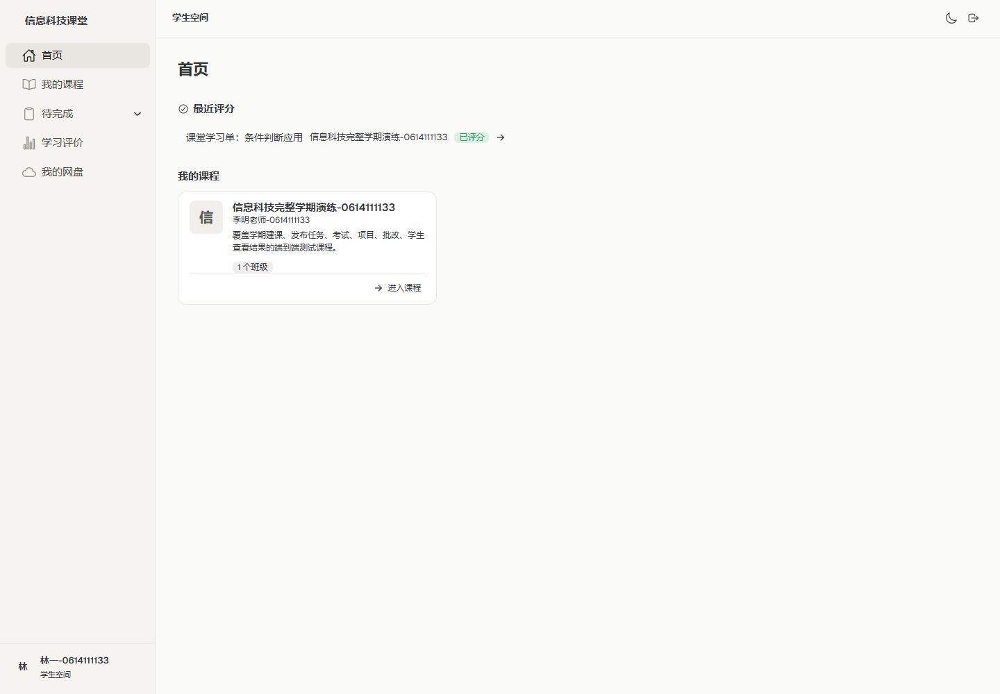 信息科技课堂
首页
我的课程
待完成
学习评价
我的网盘
林一-0614111133
林
学生空间
学生空间
首页
最近评分
课堂学习单：条件判断应用 信息科技完整学期演练-0614111133 已评分
我的课程
信
信息科技完整学期演练-0614111133
李明老师-0614111133
覆盖学期建课、发布任务、考试、项目、批改、学生
查看结果的端到端测试课程。
1 个班级
进入课程